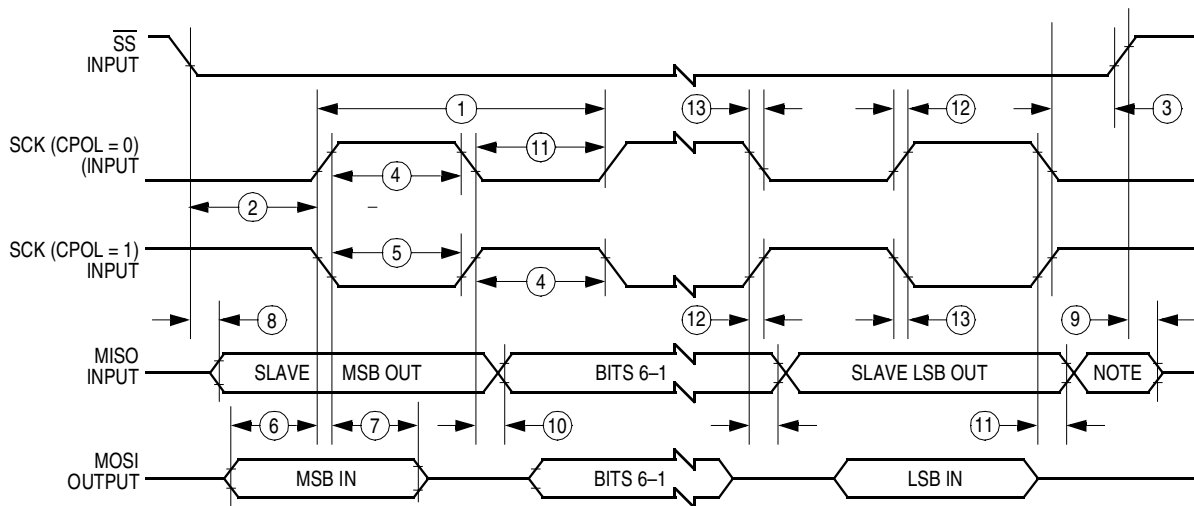 SS
INPUT
1
13
12
3
SCK (CPOL = 0)
(INPUT
11
4
2
–
SCK (CPOL = 1)
INPUT
5
4
8
12
13
9
MISO
INPUT
SLAVE MSB OUT
BITS 6–1
SLAVE LSB OUT
NOTE
6
7
10
11
MOSI
OUTPUT
MSB IN
BITS 6–1
LSB IN